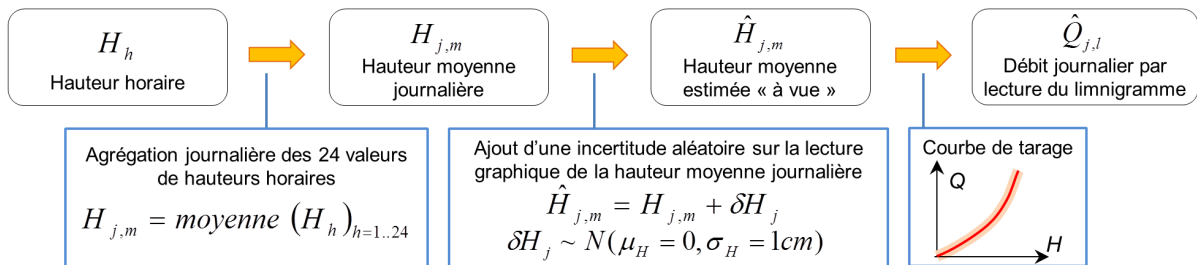 H_h
Hauteur horaire
H_{j,m}
Hauteur moyenne
journalière
Ĥ_{j,m}
Hauteur moyenne
estimée « à vue »
Q̂_{j,l}
Débit journalier par
lecture du limnigramme
Agrégation journalière des 24 valeurs
de hauteurs horaires
H_{j,m} = moyenne (H_h)_{h=1..24}
Ajout d'une incertitude aléatoire sur la lecture
graphique de la hauteur moyenne journalière
Ĥ_{j,m} = H_{j,m} + δH_j
δH_j ~ N(μ_H = 0, σ_H = 1cm)
Courbe de tarage
Q
H